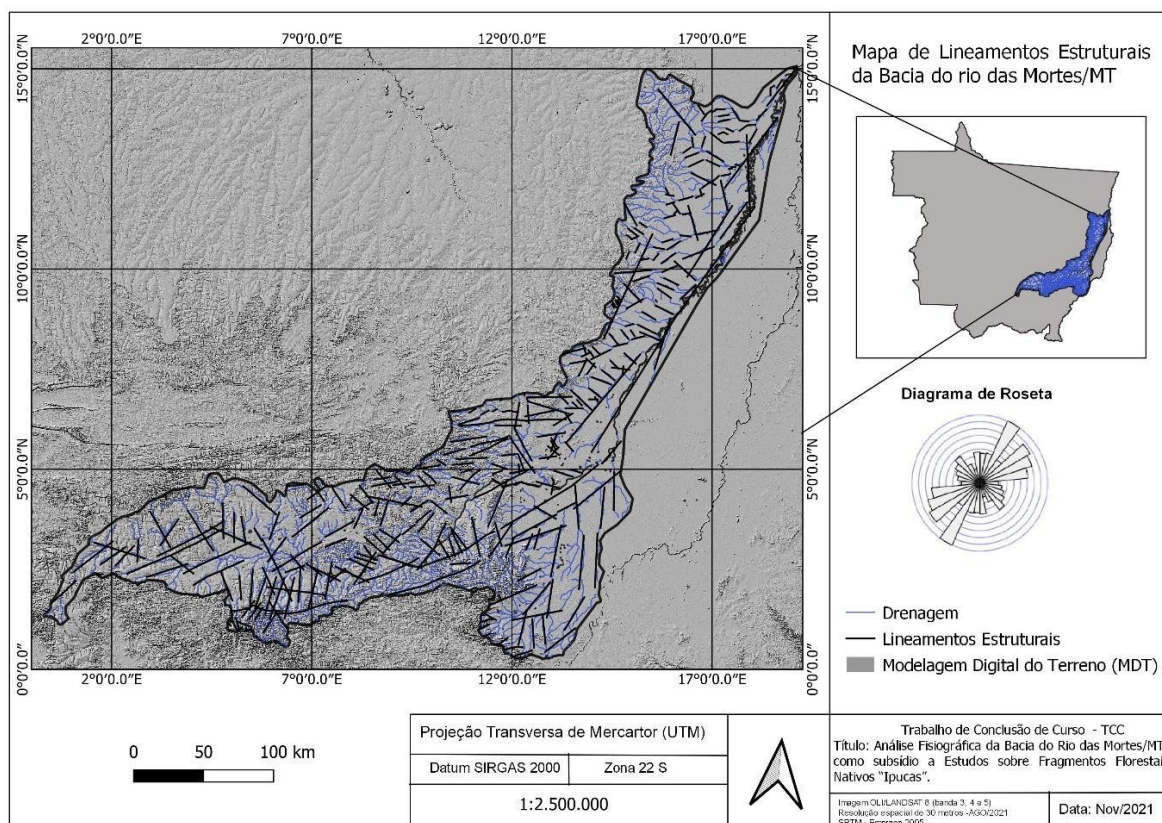 2°0'0.0"E 7°0'0.0"E 12°0'0.0"E 17°0'0.0"E
15°0'0.0"N
10°0'0.0"N
5°0'0.0"N
0°0'0.0"
15°0'0.0"N
10°0'0.0"N
5°0'0.0"N
0°0'0.0"
2°0'0.0"E 7°0'0.0"E 12°0'0.0"E 17°0'0.0"E
Mapa de Lineamentos Estruturais
da Bacia do rio das Mortes/MT
Diagrama de Roseta
Drenagem
Lineamentos Estruturais
Modelagem Digital do Terreno (MDT)
0 50 100 km
Projeção Transversa de Mercartor (UTM)
Datum SIRGAS 2000 Zona 22 S
1:2.500.000
Trabalho de Conclusão de Curso - TCC
Título: Análise Fisiográfica da Bacia do Rio das Mortes/MT
como subsídio a Estudos sobre Fragmentos Florestai
Nativos "Ipucas".
Imagem OLI/LANDSAT 8 (banda 3, 4 e 5)
Resolução espacial de 30 metros -AGO/2021
2005
Data: Nov/2021